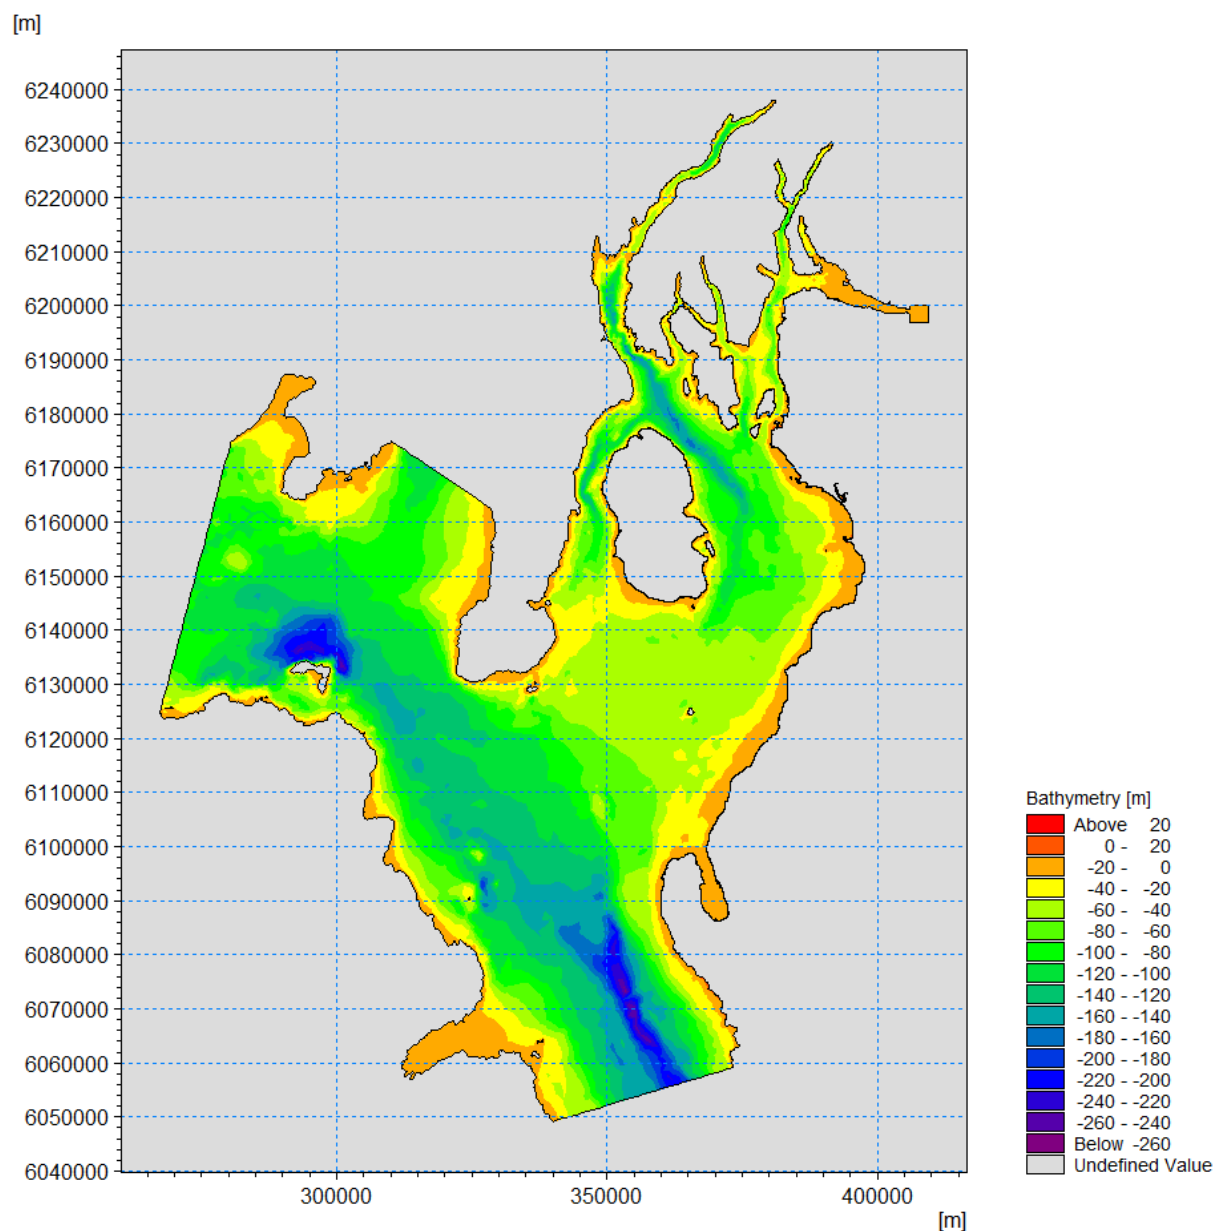 [m]
6240000
6230000
6220000
6210000
6200000
6190000
6180000
6170000
6160000
6150000
6140000
6130000
6120000
6110000
6100000
6090000
6080000
6070000
6060000
6050000
6040000
300000 350000 400000
[m]
Bathymetry [m]
Above 20
0 - 20
-20 - 0
-40 - -20
-60 - -40
-80 - -60
-100 - -80
-120 - -100
-140 - -120
-160 - -140
-180 - -160
-200 - -180
-220 - -200
-240 - -220
-260 - -240
Below -260
Undefined Value